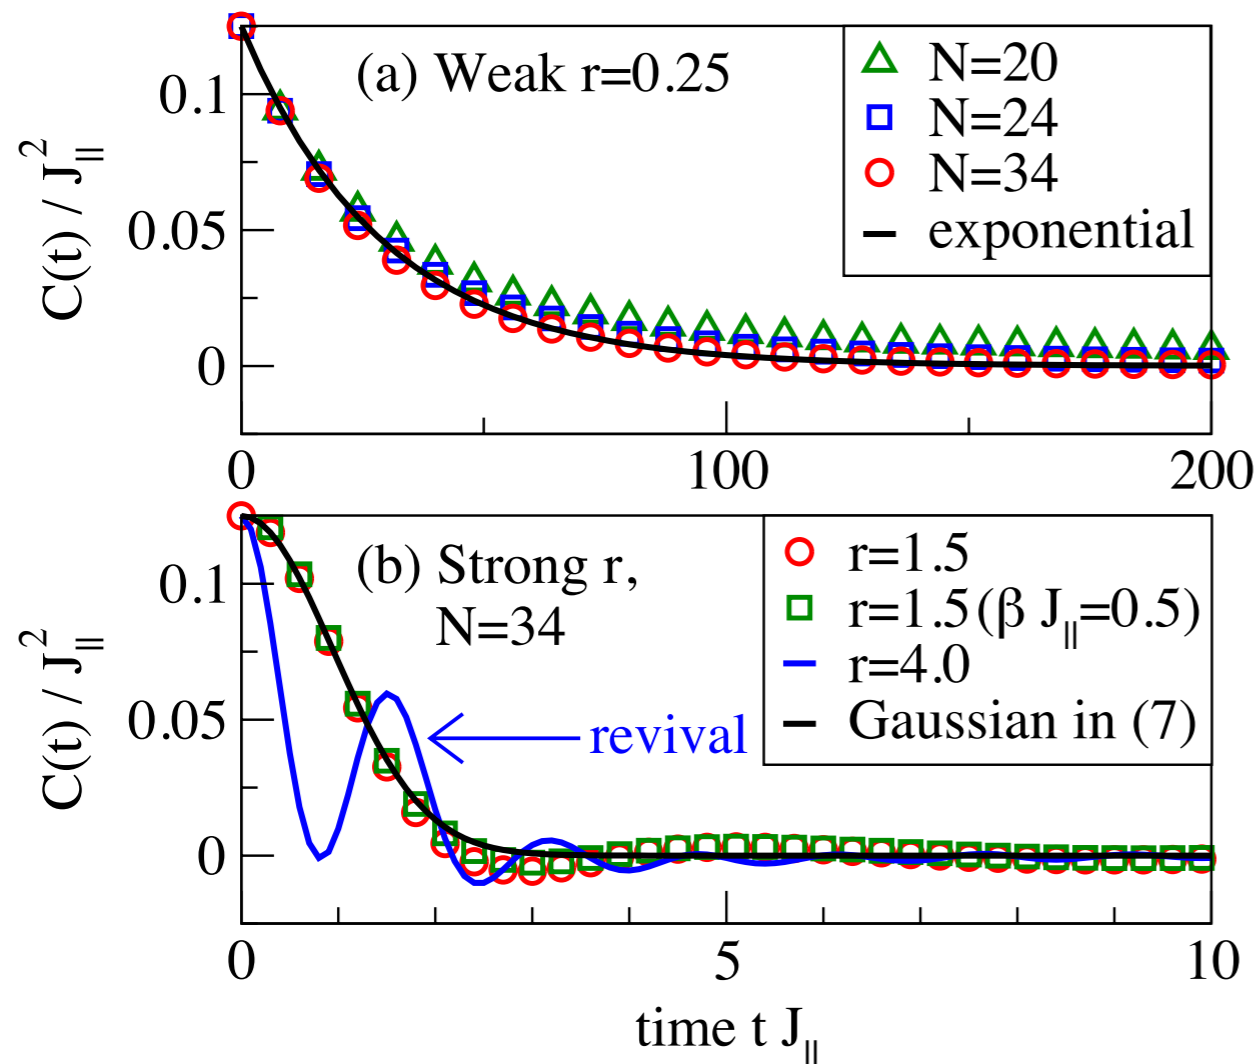 (a) Weak r=0.25
N=20
N=24
N=34
exponential
C(t) / J||²
0.1
0.05
0
0 100 200
(b) Strong r,
N=34
r=1.5
r=1.5 (β J||=0.5)
r=4.0
Gaussian in (7)
revival
C(t) / J||²
0.1
0.05
0
0 5 10
time t J||